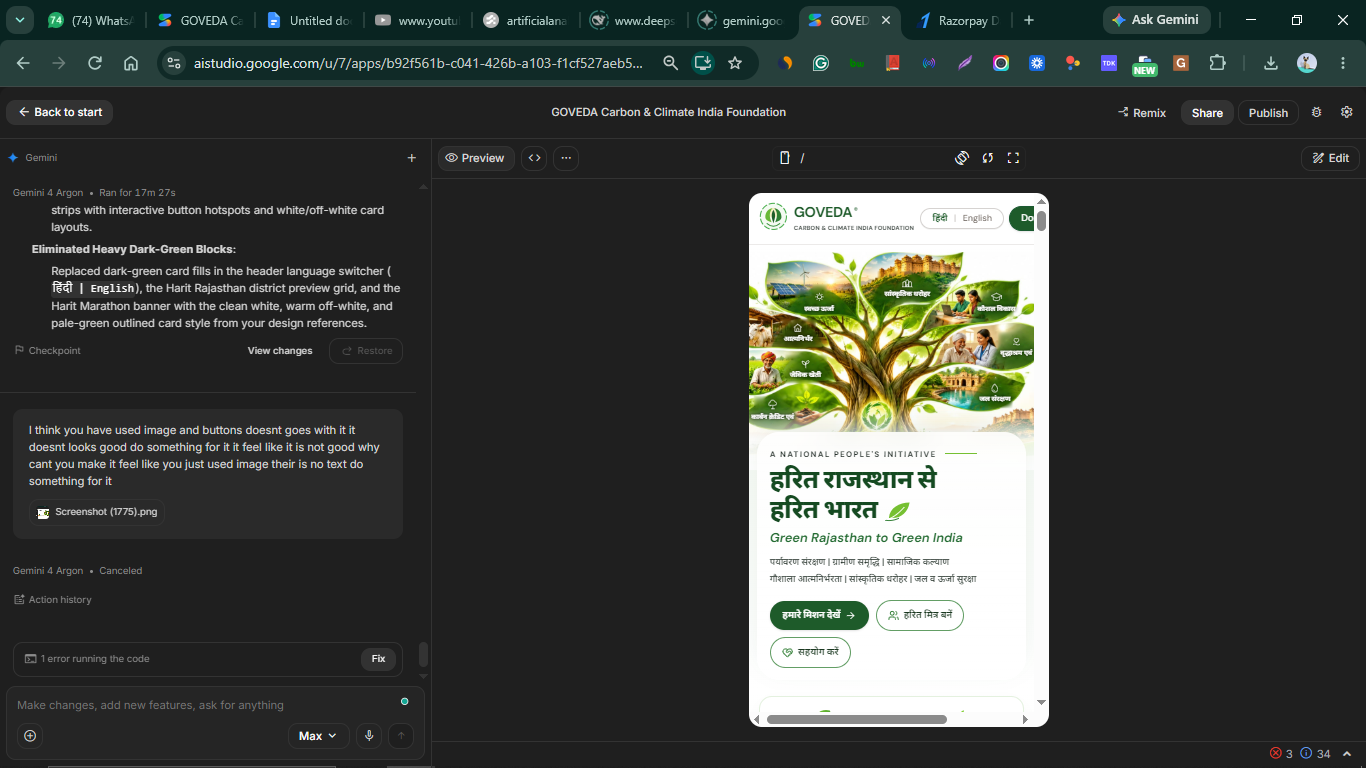 (74) WhatsA
GOVEDA Ca
Untitled do
www.youtu
artificialana
www.deeps
gemini.goo
GOVED
Razorpay D
Ask Gemini
aistudio.google.com/u/7/apps/b92f561b-c041-426b-a103-f1cf527aeb5...
TDK
NEW
G
Back to start
GOVEDA Carbon & Climate India Foundation
Remix
Share
Publish
Gemini
Preview
/
Edit
Gemini 4 Argon • Ran for 17m 27s
strips with interactive button hotspots and white/off-white card
layouts.
Eliminated Heavy Dark-Green Blocks:
Replaced dark-green card fills in the header language switcher (
हिंदी | English), the Harit Rajasthan district preview grid, and the
Harit Marathon banner with the clean white, warm off-white, and
pale-green outlined card style from your design references.
Checkpoint
View changes
Restore
I think you have used image and buttons doesnt goes with it it
doesnt looks good do something for it it feel like it is not good why
cant you make it feel like you just used image their is no text do
something for it
Screenshot (1775).png
Gemini 4 Argon • Canceled
Action history
1 error running the code
Fix
Make changes, add new features, ask for anything
Max
GOVEDA®
CARBON & CLIMATE INDIA FOUNDATION
हिंदी | English
Do
सांस्कृतिक धरोहर
स्वच्छ ऊर्जा
कौशल विकास
आत्मनिर्भर
वृद्धाश्रम एवं
जैविक खेती
जल संरक्षण
कार्बन क्रेडिट एवं
A NATIONAL PEOPLE'S INITIATIVE
हरित राजस्थान से
हरित भारत
Green Rajasthan to Green India
पर्यावरण संरक्षण | ग्रामीण समृद्धि | सामाजिक कल्याण
गौशाला आत्मनिर्भरता | सांस्कृतिक धरोहर | जल व ऊर्जा सुरक्षा
हमारे मिशन देखें →
हरित मित्र बनें
सहयोग करें
3
34